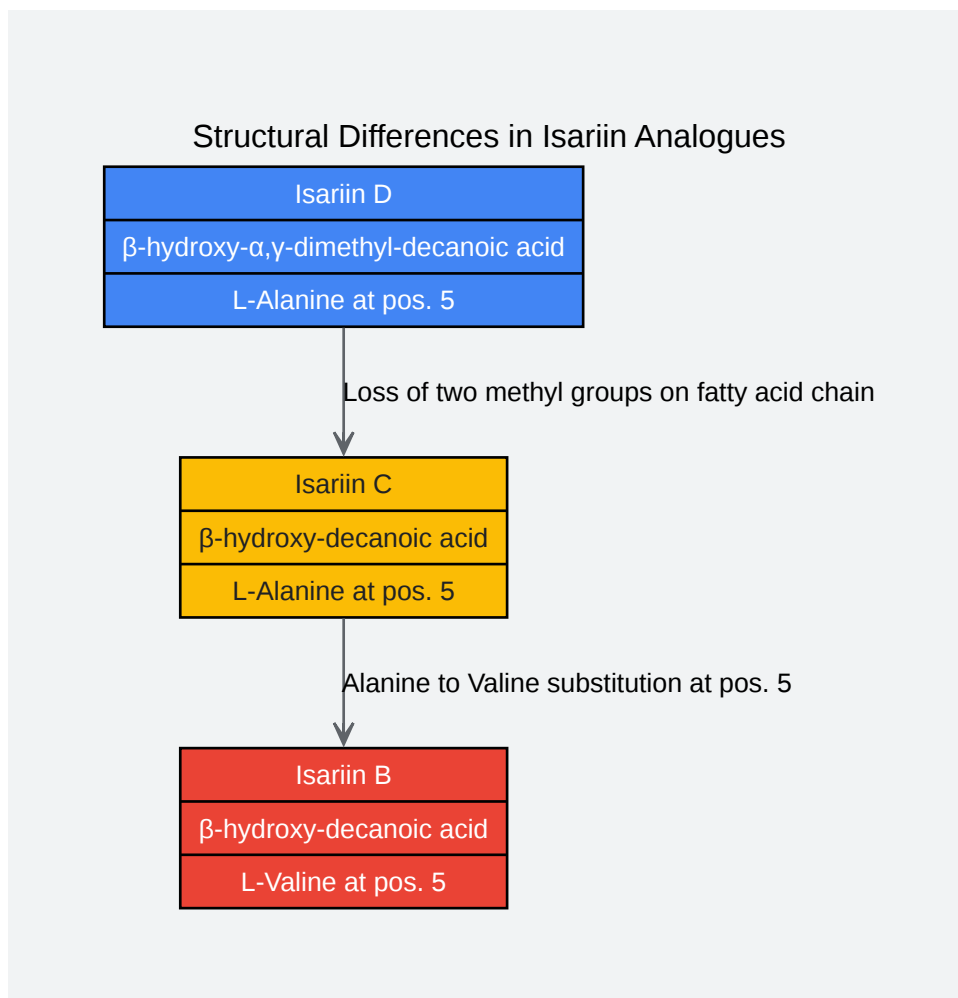 Structural Differences in Isariin Analogues
Isariin D
β-hydroxy-α,γ-dimethyl-decanoic acid
L-Alanine at pos. 5
Loss of two methyl groups on fatty acid chain
Isariin C
β-hydroxy-decanoic acid
L-Alanine at pos. 5
Alanine to Valine substitution at pos. 5
Isariin B
β-hydroxy-decanoic acid
L-Valine at pos. 5